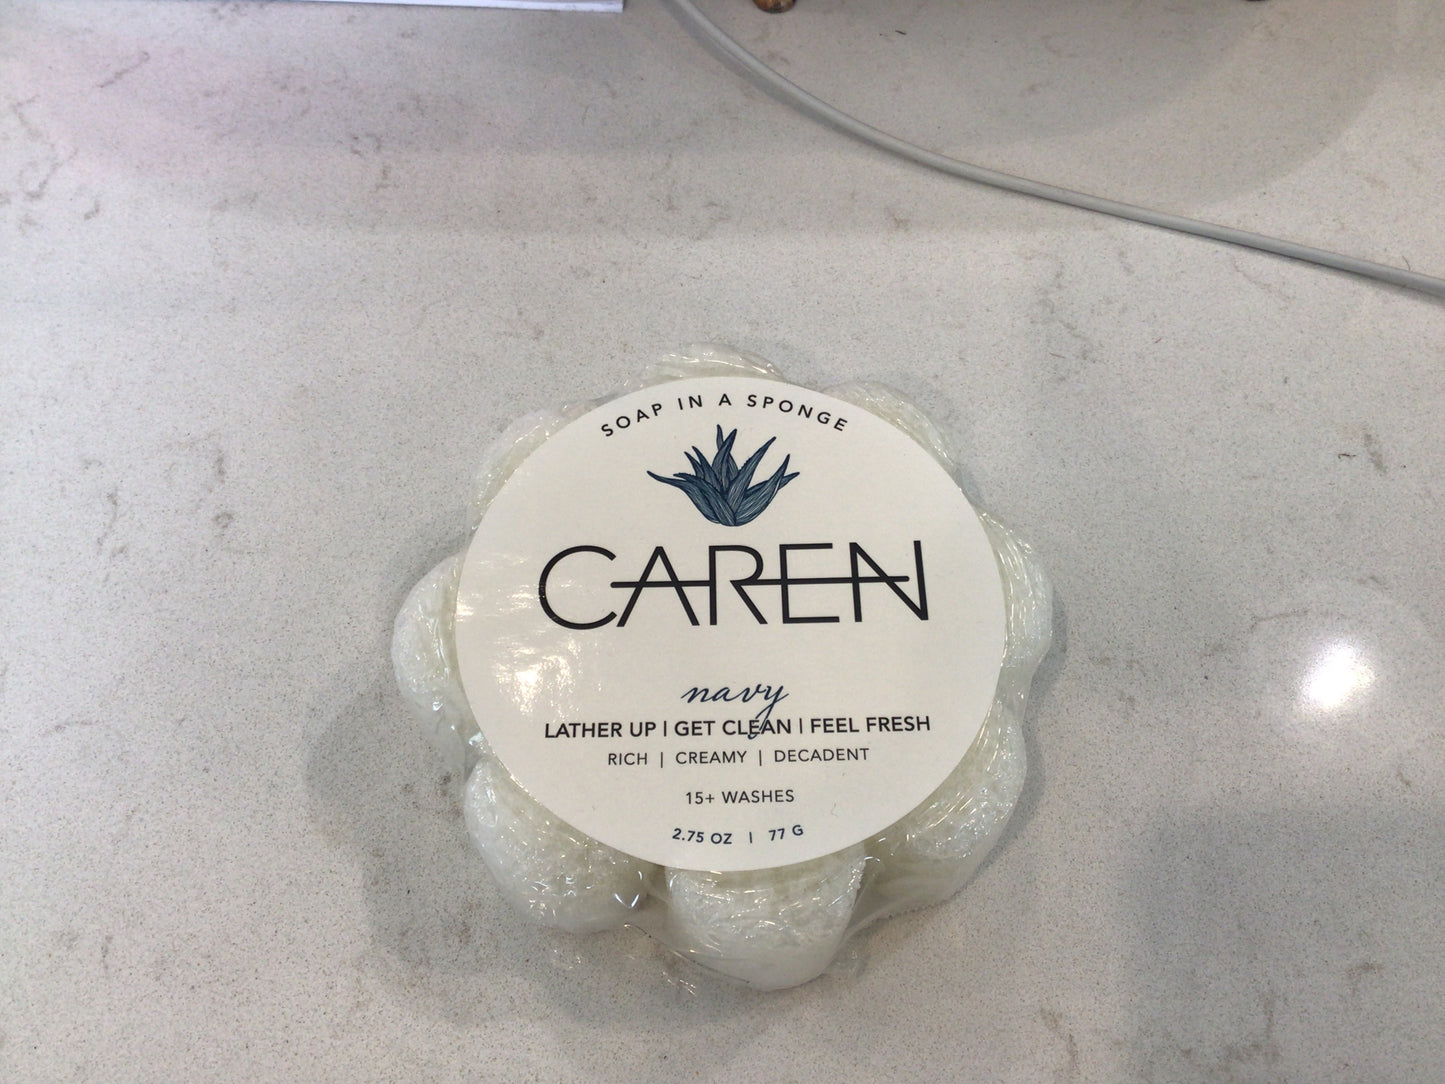 SOAP IN A SPONGE
CAREN
navy
LATHER UP | GET CLEAN | FEEL FRESH
RICH | CREAMY | DECADENT
15+ WASHES
2.75 OZ | 77 G